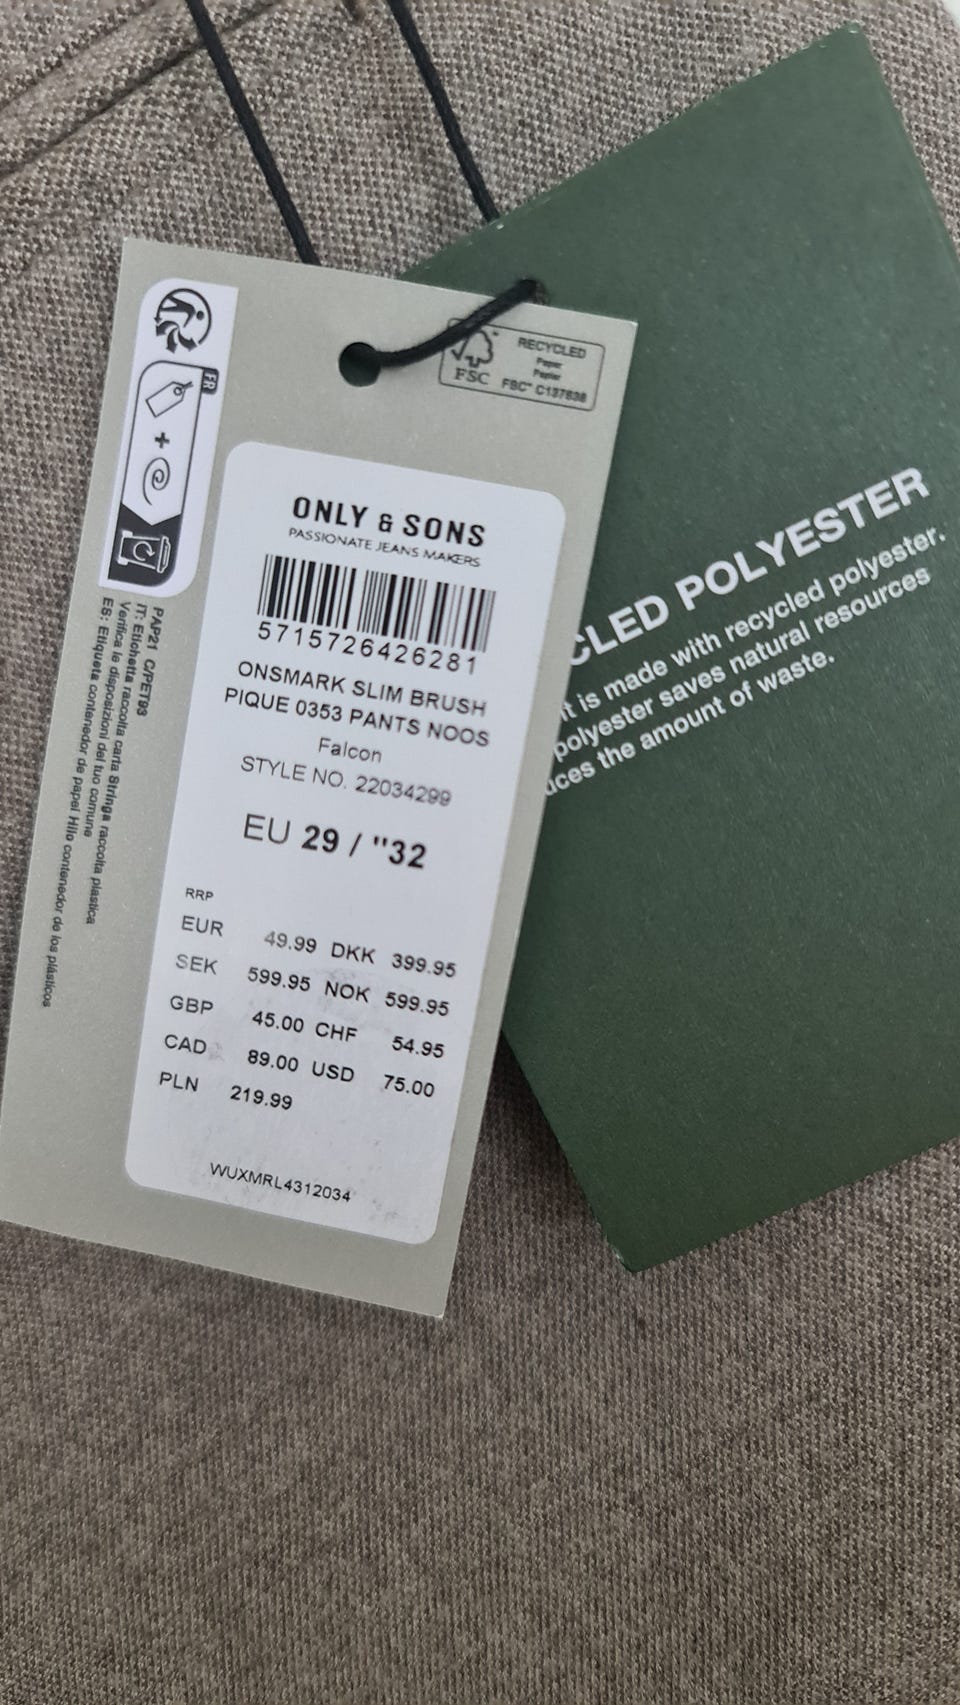 FR
FSC
RECYCLED
Paper
Papier
FSC™ C137638
ONLY & SONS
PASSIONATE JEANS MAKERS
5715726426281
ONSMARK SLIM BRUSH
PIQUE 0353 PANTS NOOS
Falcon
STYLE NO. 22034299
EU 29 / "32
RRP
EUR 49.99 DKK 399.95
SEK 599.95 NOK 599.95
GBP 45.00 CHF 54.95
CAD 89.00 USD 75.00
PLN 219.99
WUXMRL4312034
PAP21 C/PET93
IT: Etichetta raccolta carta Stringa raccolta plastica
Verifica le disposizioni del tuo comune
ES: Etiqueta contenedor de papel Hilo contenedor de los plásticos
CLED POLYESTER
it is made with recycled polyester.
polyester saves natural resources
uces the amount of waste.